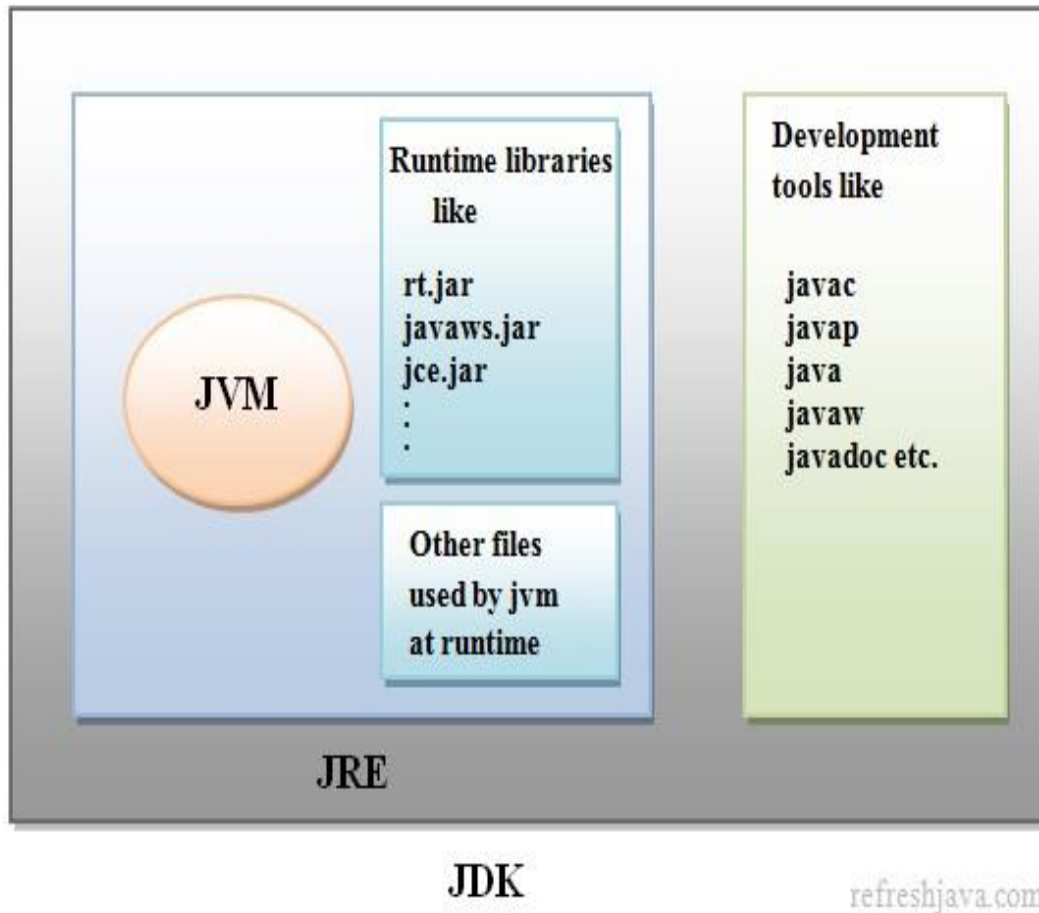 JVM
Runtime libraries
like
rt.jar
javaws.jar
jce.jar
.
.
.
Other files
used by jvm
at runtime
JRE
Development
tools like
javac
javap
java
javaw
javadoc etc.
JDK
refreshjava.com